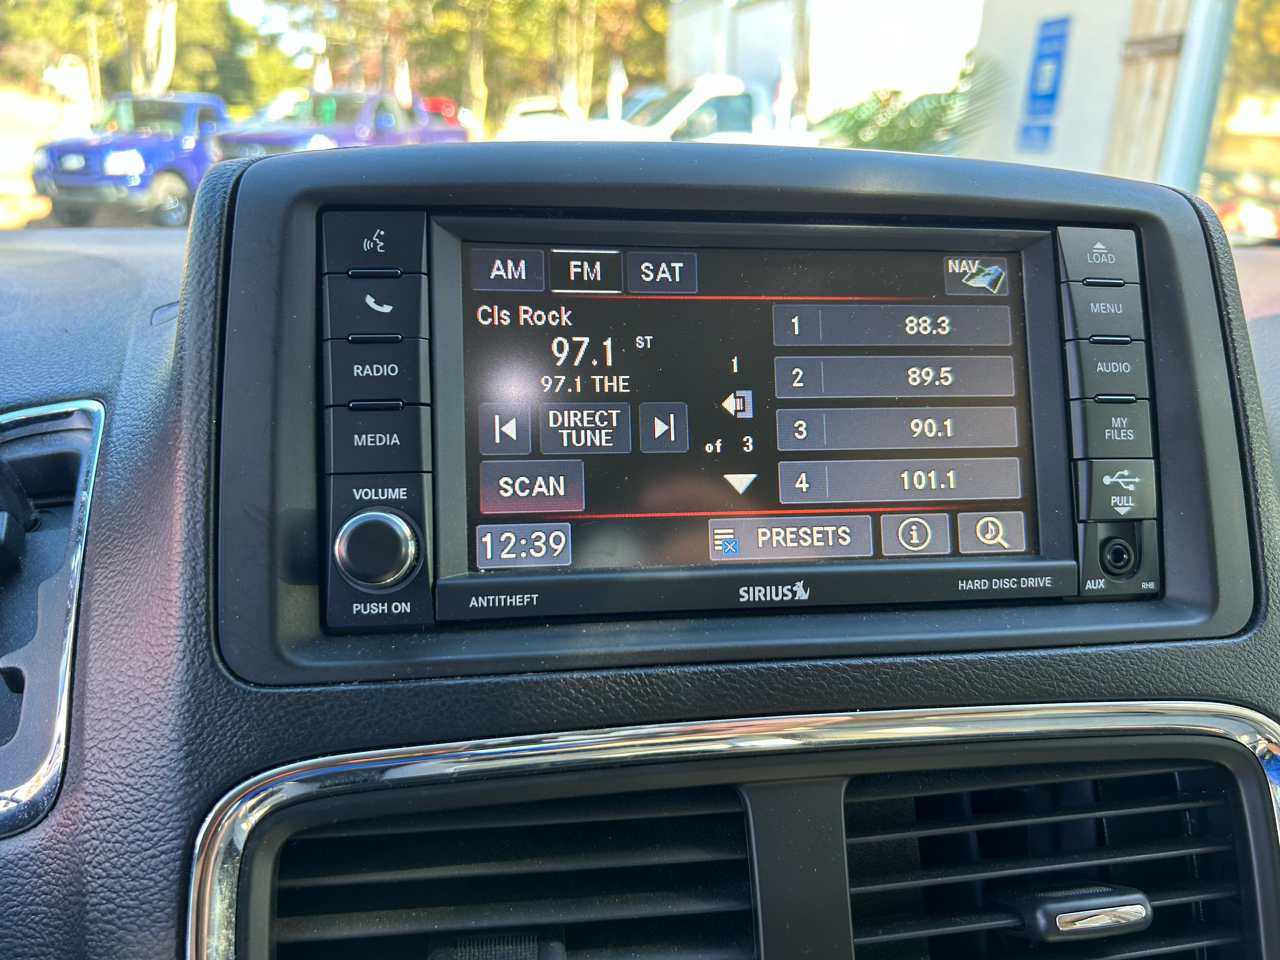 AM
FM
SAT
NAV
Cls Rock
97.1 ST
97.1 THE
DIRECT
TUNE
SCAN
12:39
1
of 3
1 88.3
2 89.5
3 90.1
4 101.1
PRESETS
i
RADIO
MEDIA
VOLUME
PUSH ON
ANTITHEFT
SIRIUS
HARD DISC DRIVE
LOAD
MENU
AUDIO
MY
FILES
PULL
AUX
RHB